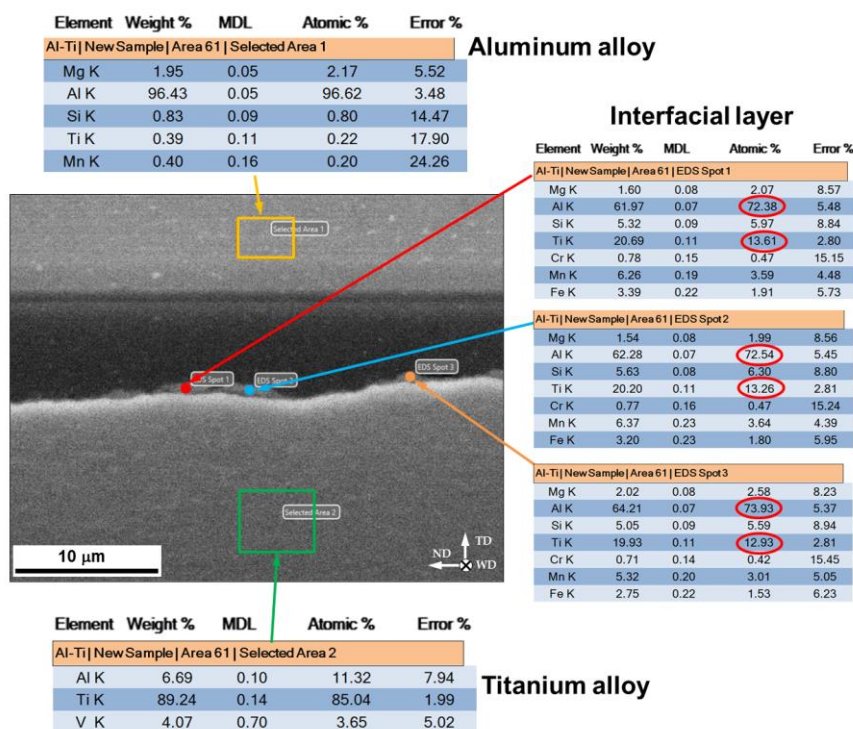 Element Weight % MDL Atomic % Error %
Al-Ti | New Sample | Area 61 | Selected Area 1
Mg K 1.95 0.05 2.17 5.52
Al K 96.43 0.05 96.62 3.48
Si K 0.83 0.09 0.80 14.47
Ti K 0.39 0.11 0.22 17.90
Mn K 0.40 0.16 0.20 24.26
Aluminum alloy
Interfacial layer
Element Weight % MDL Atomic % Error %
Al-Ti | New Sample | Area 61 | EDS Spot 1
Mg K 1.60 0.08 2.07 8.57
Al K 61.97 0.07 72.38 5.48
Si K 5.32 0.09 5.97 8.84
Ti K 20.69 0.11 13.61 2.80
Cr K 0.78 0.15 0.47 15.15
Mn K 6.26 0.19 3.59 4.48
Fe K 3.39 0.22 1.91 5.73
Al-Ti | New Sample | Area 61 | EDS Spot2
Mg K 1.54 0.08 1.99 8.56
Al K 62.28 0.07 72.54 5.45
Si K 5.63 0.08 6.30 8.80
Ti K 20.20 0.11 13.26 2.81
Cr K 0.77 0.16 0.47 15.24
Mn K 6.37 0.23 3.64 4.39
Fe K 3.20 0.23 1.80 5.95
Al-Ti | New Sample | Area 61 | EDS Spot3
Mg K 2.02 0.08 2.58 8.23
Al K 64.21 0.07 73.93 5.37
Si K 5.05 0.09 5.59 8.94
Ti K 19.93 0.11 12.93 2.81
Cr K 0.71 0.14 0.42 15.45
Mn K 5.32 0.20 3.01 5.05
Fe K 2.75 0.22 1.53 6.23
Selected Area 1
EDS Spot 1
EDS Spot 2
EDS Spot 3
Selected Area 2
10 μm
TD
ND
WD
Element Weight % MDL Atomic % Error %
Al-Ti | New Sample | Area 61 | Selected Area 2
Al K 6.69 0.10 11.32 7.94
Ti K 89.24 0.14 85.04 1.99
V K 4.07 0.70 3.65 5.02
Titanium alloy